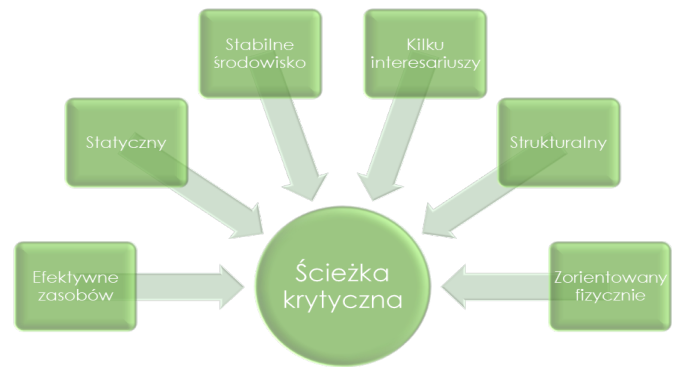 Stabilne
środowisko
Kilku
interesariuszy
Statyczny
Strukturalny
Efektywne
zasobów
Ścieżka
krytyczna
Zorientowany
fizycznie